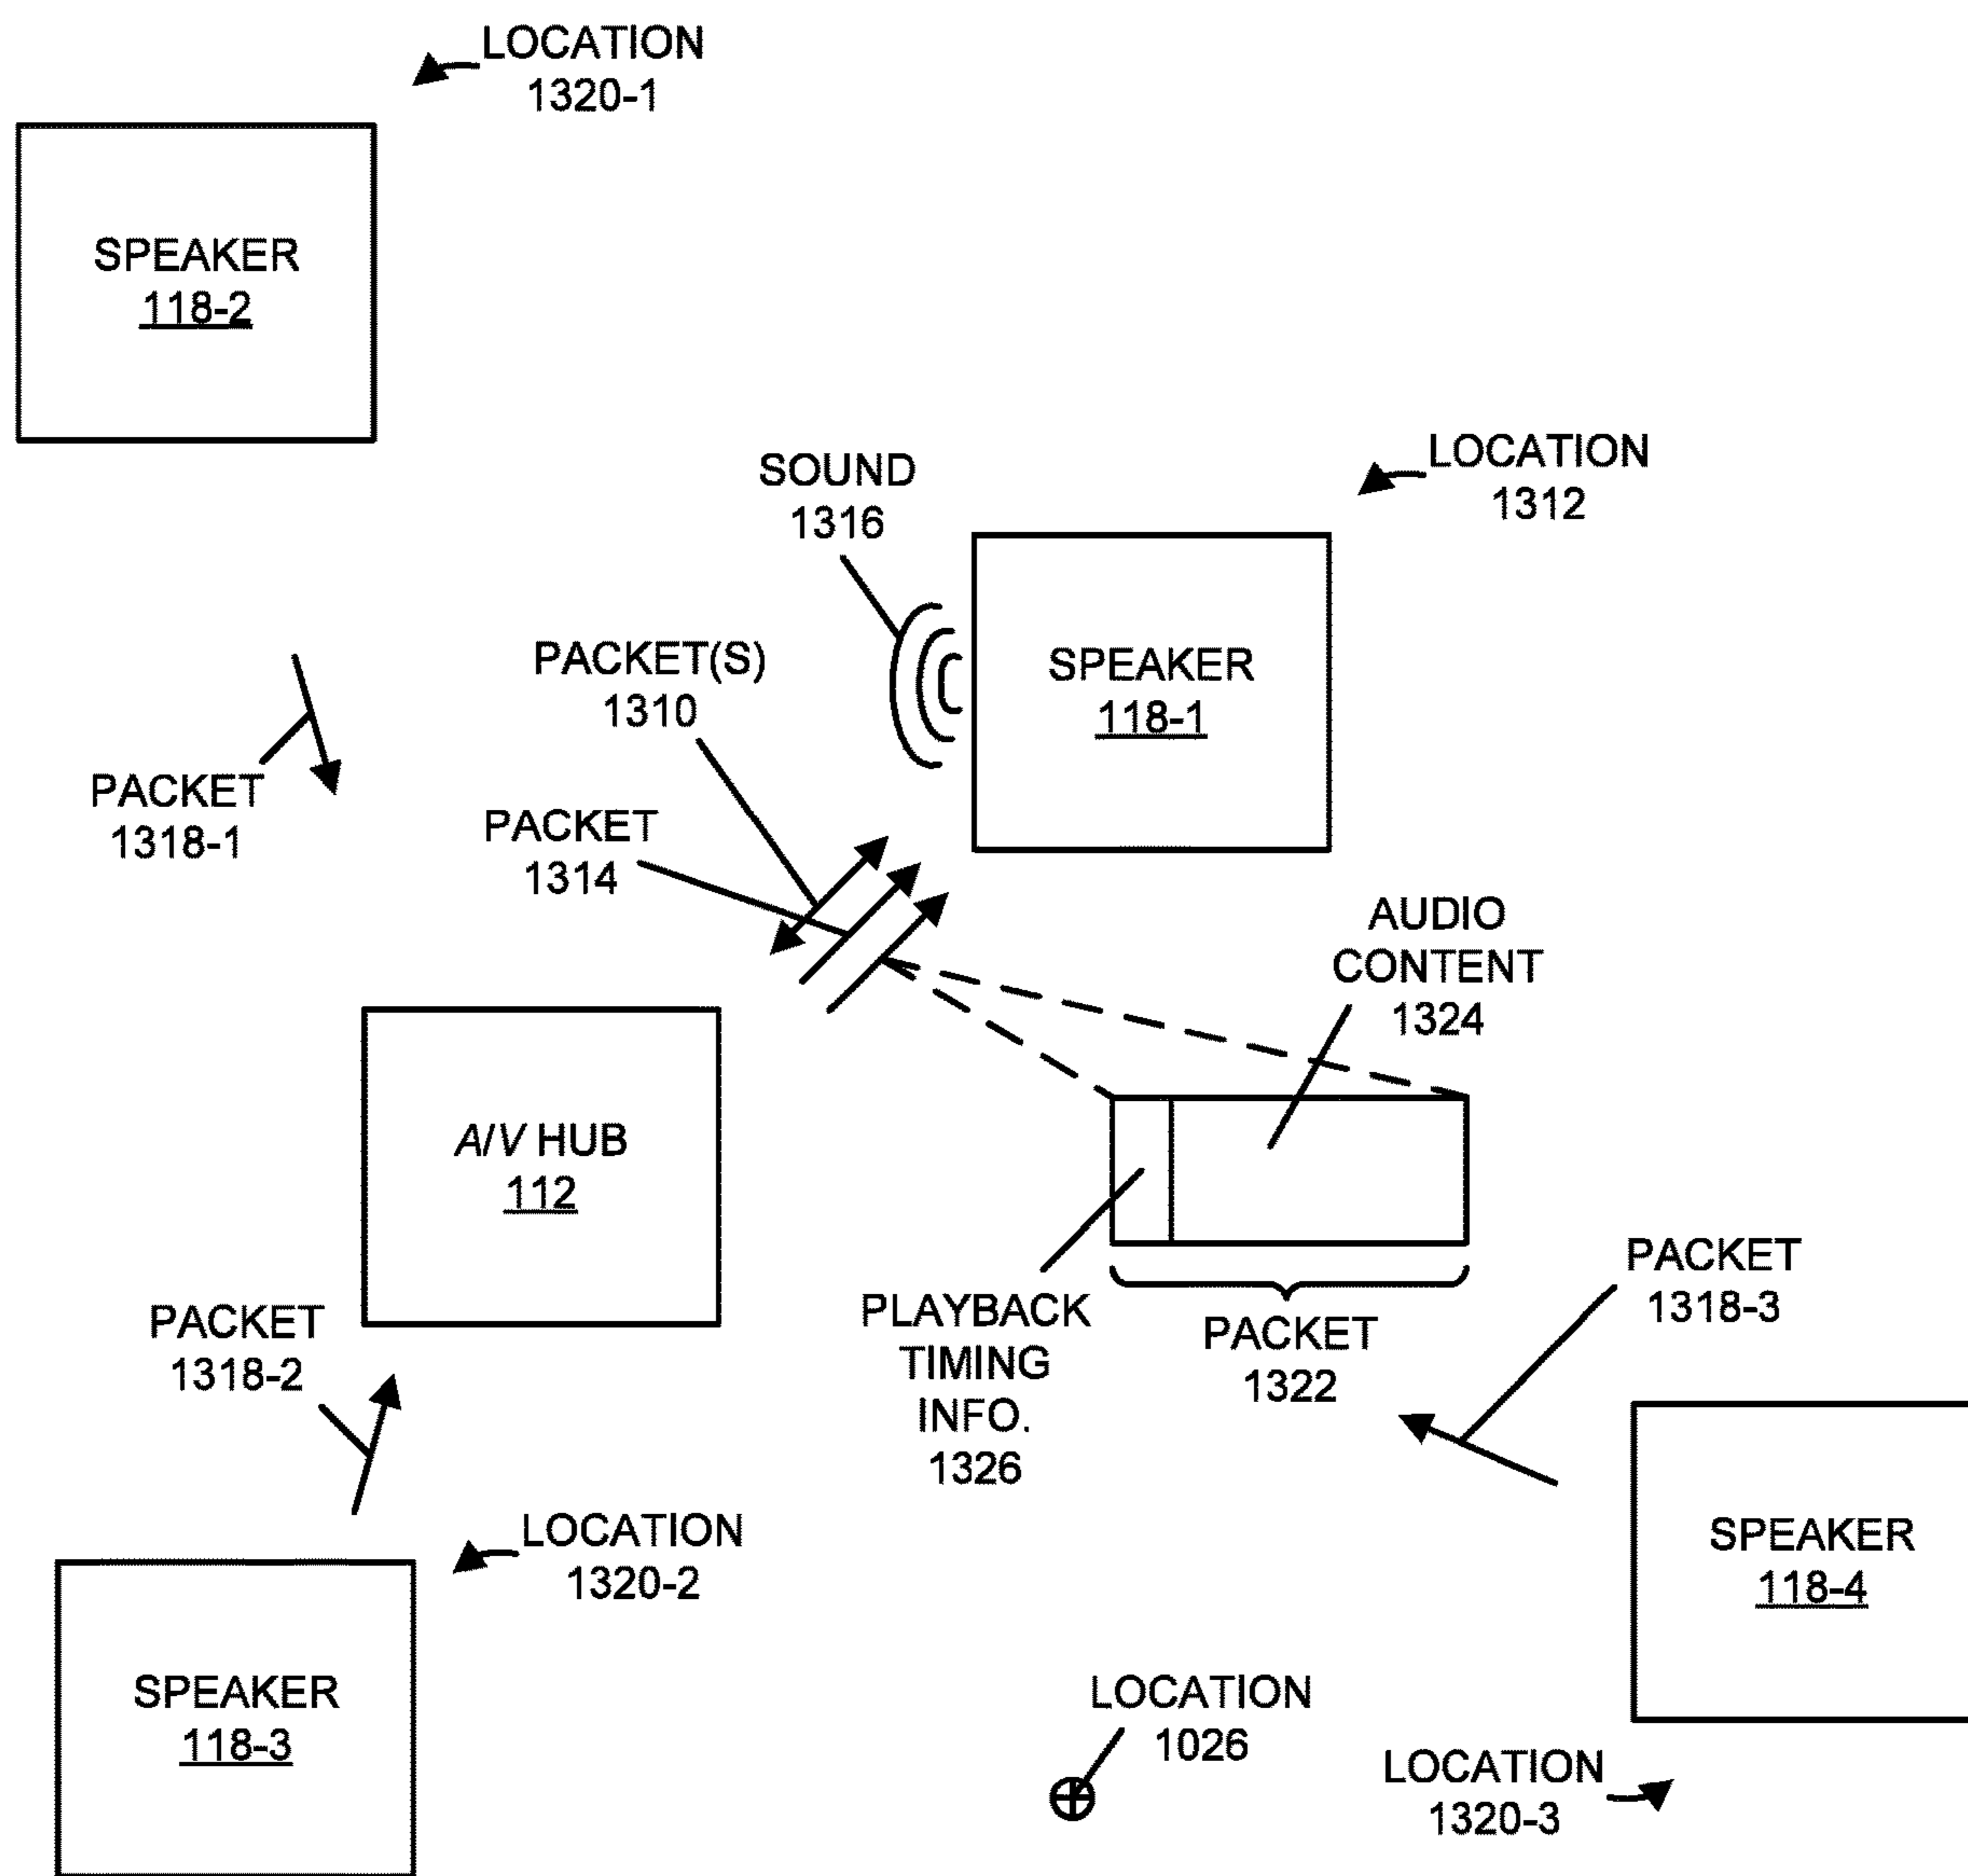 LOCATION
1320-1
SPEAKER
118-2
LOCATION
1312
SOUND
1316
PACKET(S)
1310
SPEAKER
118-1
PACKET
1318-1
PACKET
1314
AUDIO
CONTENT
1324
A/V HUB
112
PACKET
1318-2
PLAYBACK
TIMING
INFO.
1326
PACKET
1322
PACKET
1318-3
LOCATION
1320-2
SPEAKER
118-4
SPEAKER
118-3
LOCATION
1026
LOCATION
1320-3